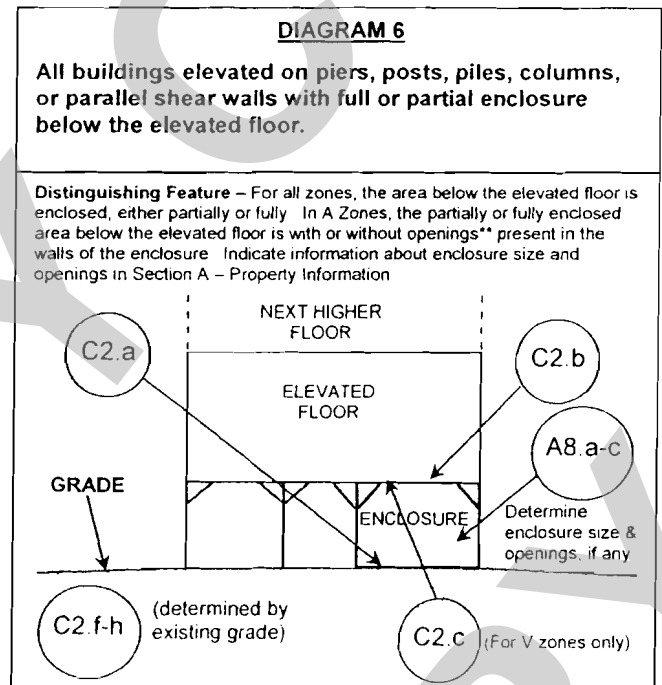 DIAGRAM 6
All buildings elevated on piers, posts, piles, columns,
or parallel shear walls with full or partial enclosure
below the elevated floor.
Distinguishing Feature – For all zones, the area below the elevated floor is
enclosed, either partially or fully In A Zones, the partially or fully enclosed
area below the elevated floor is with or without openings** present in the
walls of the enclosure Indicate information about enclosure size and
openings in Section A – Property Information
NEXT HIGHER
FLOOR
C2.a
C2.b
ELEVATED
FLOOR
A8.a-c
GRADE
ENCLOSURE
Determine
enclosure size &
openings, if any
C2.f-h
(determined by
existing grade)
C2.c
(For V zones only)